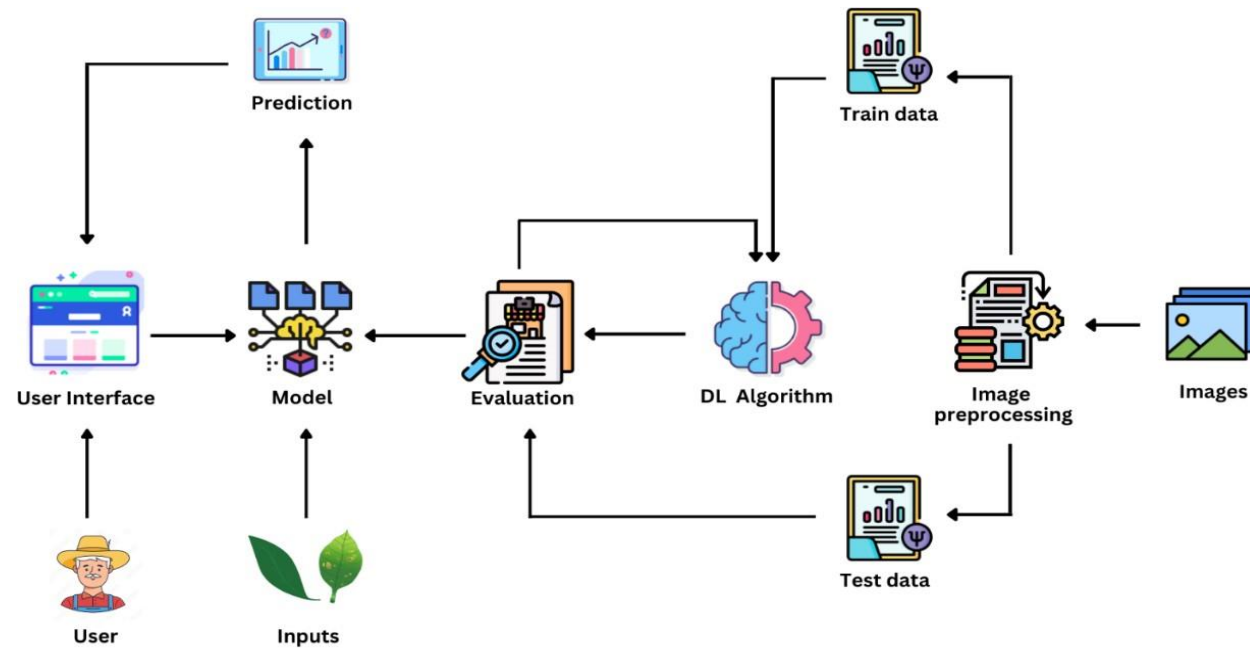 Prediction
Train data
User Interface
Model
Evaluation
DL Algorithm
Image
preprocessing
Images
Test data
User
Inputs